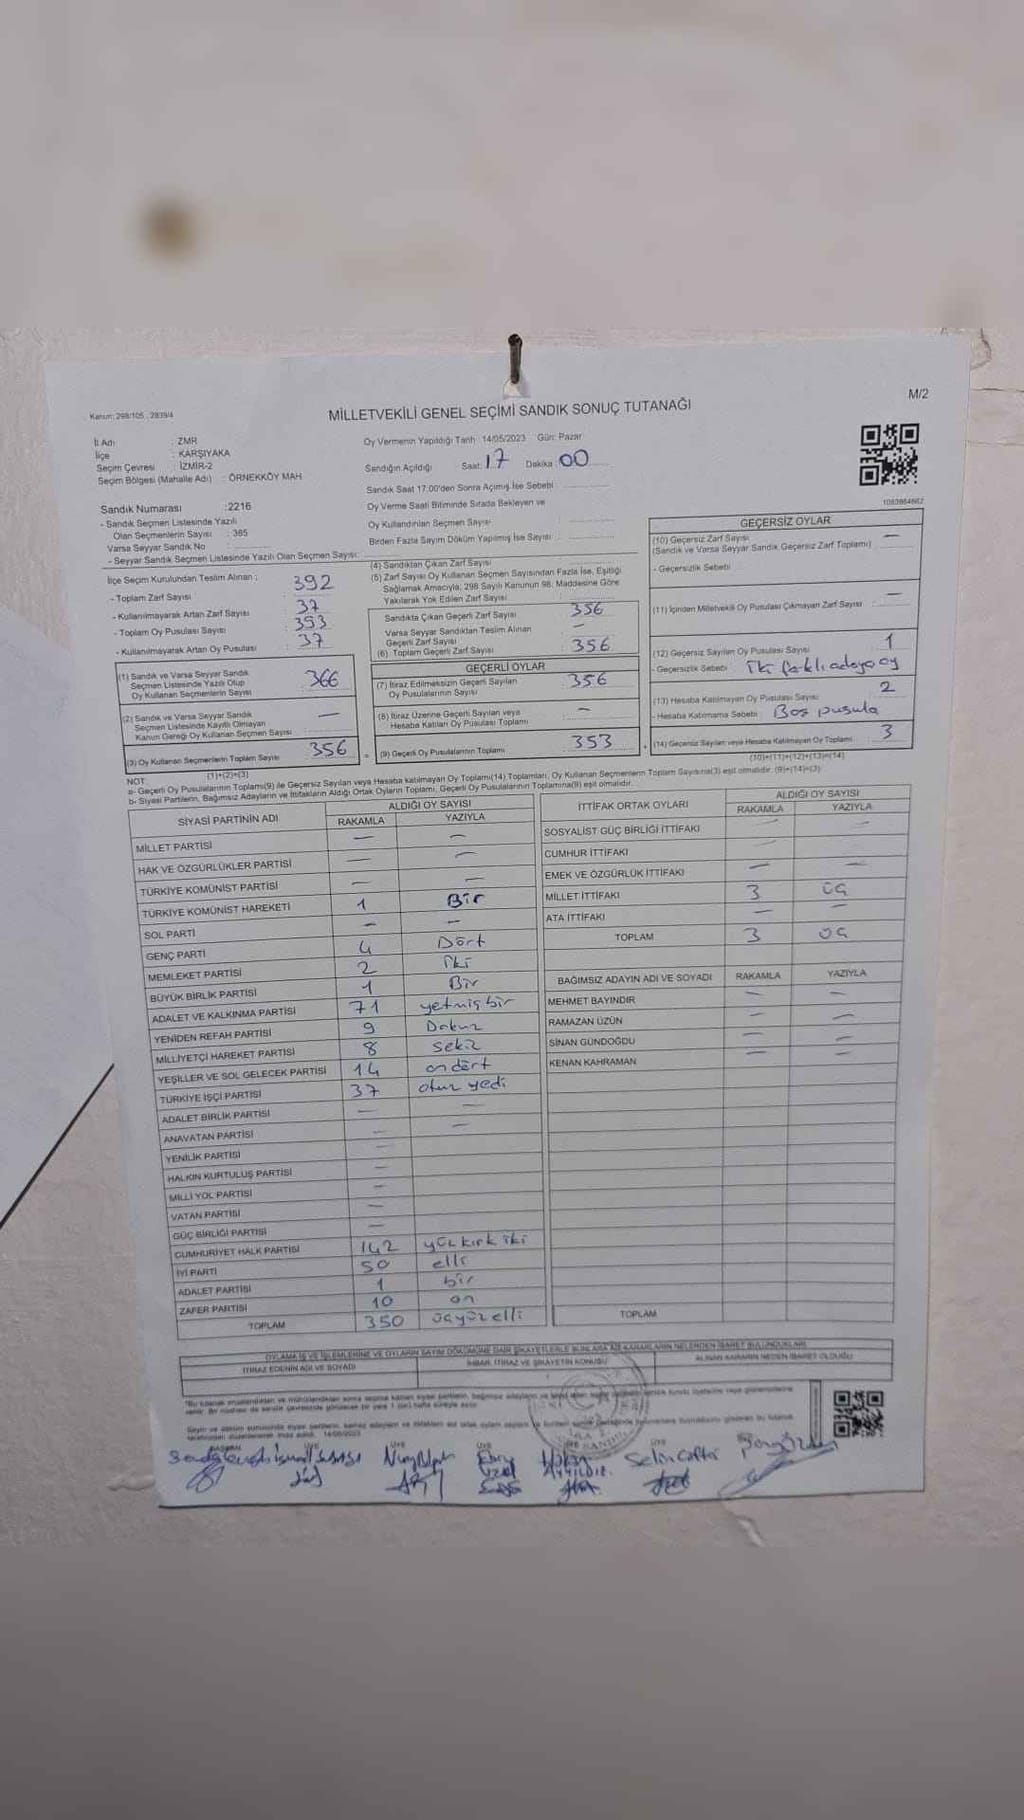 Kanun: 298/105, 2839/4
MİLLETVEKİLİ GENEL SEÇİMİ SANDIK SONUÇ TUTANAĞI
M/2
İl Adı : ZMR
İlçe : KARŞIYAKA
Seçim Çevresi : İZMİR-2
Seçim Bölgesi (Mahalle Adı) : ÖRNEKKÖY MAH
Oy Vermenin Yapıldığı Tarih 14/05/2023 Gün: Pazar
Sandığın Açıldığı Saat: 17 Dakika: 00
Sandık Saat 17:00'den Sonra Açımış İse Sebebi :
Oy Verme Saati Bitiminde Sırada Bekleyen ve
Oy Kullandırılan Seçmen Sayısı
Birden Fazla Sayım Döküm Yapılmış İse Sayısı
Sandık Numarası :2216
- Sandık Seçmen Listesinde Yazılı
Olan Seçmenlerin Sayısı : 385
Varsa Seyyar Sandık No
- Seyyar Sandık Seçmen Listesinde Yazılı Olan Seçmen Sayısı:
İlçe Seçim Kurulundan Teslim Alınan :
- Toplam Zarf Sayısı 392
- Kullanılmayarak Artan Zarf Sayısı 37
- Toplam Oy Pusulası Sayısı : 393
- Kullanılmayarak Artan Oy Pusulası 37
(1) Sandık ve Varsa Seyyar Sandık
Seçmen Listesinde Yazılı Olup
Oy Kullanan Seçmenlerin Sayısı 366
(2) Sandık ve Varsa Seyyar Sandık
Seçmen Listesinde Kayıtlı Olmayan
Kanun Gereği Oy Kullanan Seçmen Sayısı —
(3) Oy Kullanan Seçmenlerin Toplam Sayısı 356
(1)+(2)=(3)
(4) Sandıktan Çıkan Zarf Sayısı
(5) Zarf Sayısı Oy Kullanan Seçmen Sayısından Fazla İse, Eşitliği
Sağlamak Amacıyla; 298 Sayılı Kanunun 98. Maddesine Göre
Yakılarak Yok Edilen Zarf Sayısı
Sandıkta Çıkan Geçerli Zarf Sayısı 356
Varsa Seyyar Sandıktan Teslim Alınan
Geçerli Zarf Sayısı —
(6) Toplam Geçerli Zarf Sayısı 356
GEÇERLİ OYLAR
(7) İtiraz Edilmeksizin Geçerli Sayılan
Oy Pusulalarının Sayısı 356
(8) İtiraz Üzerine Geçerli Sayılan veya
Hesaba Katılan Oy Pusulası Toplamı —
(9) Geçerli Oy Pusulalarının Toplamı 353
GEÇERSİZ OYLAR
(10) Geçersiz Zarf Sayısı
(Sandık ve Varsa Seyyar Sandık Geçersiz Zarf Toplamı) —
- Geçersizlik Sebebi
(11) İçinden Milletvekili Oy Pusulası Çıkmayan Zarf Sayısı —
(12) Geçersiz Sayılan Oy Pusulası Sayısı 1
- Geçersizlik Sebebi : İki farklı adaya oy
(13) Hesaba Katılmayan Oy Pusulası Sayısı 2
- Hesaba Katılmama Sebebi : Boş pusula
(14) Geçersiz Sayılan veya Hesaba Katılmayan Oy Toplamı 3
(10)+(11)+(12)+(13)=(14)
NOT:
a- Geçerli Oy Pusulalarının Toplamı(9) ile Geçersiz Sayılan veya Hesaba katılmayan Oy Toplamı(14) Toplamları, Oy Kullanan Seçmenlerin Toplam Sayısına(3) eşit olmalıdır. (9)+(14)=(3)
b- Siyasi Partilerin, Bağımsız Adayların ve İttifakların Aldığı Ortak Oyların Toplamı, Geçerli Oy Pusulalarının Toplamına(9) eşit olmalıdır.
SİYASİ PARTİNİN ADI ALDIĞI OY SAYISI
RAKAMLA YAZIYLA
MİLLET PARTİSİ — —
HAK VE ÖZGÜRLÜKLER PARTİSİ — —
TÜRKİYE KOMÜNİST PARTİSİ — —
TÜRKİYE KOMÜNİST HAREKETİ 1 Bir
SOL PARTİ — —
GENÇ PARTİ 4 Dört
MEMLEKET PARTİSİ 2 İki
BÜYÜK BİRLİK PARTİSİ 1 Bir
ADALET VE KALKINMA PARTİSİ 71 yetmiş bir
YENİDEN REFAH PARTİSİ 9 Dokuz
MİLLİYETÇİ HAREKET PARTİSİ 8 sekiz
YEŞİLLER VE SOL GELECEK PARTİSİ 14 on dört
TÜRKİYE İŞÇİ PARTİSİ 37 otuz yedi
ADALET BİRLİK PARTİSİ — —
ANAVATAN PARTİSİ — —
YENİLİK PARTİSİ —
HALKIN KURTULUŞ PARTİSİ —
MİLLİ YOL PARTİSİ —
VATAN PARTİSİ —
GÜÇ BİRLİĞİ PARTİSİ —
CUMHURİYET HALK PARTİSİ 142 yüz kırk iki
İYİ PARTİ 50 elli
ADALET PARTİSİ 1 bir
ZAFER PARTİSİ 10 on
TOPLAM 350 üçyüz elli
İTTİFAK ORTAK OYLARI ALDIĞI OY SAYISI
RAKAMLA YAZIYLA
SOSYALİST GÜÇ BİRLİĞİ İTTİFAKI — —
CUMHUR İTTİFAKI —
EMEK VE ÖZGÜRLÜK İTTİFAKI — —
MİLLET İTTİFAKI 3 üç
ATA İTTİFAKI — —
TOPLAM 3 üç
BAĞIMSIZ ADAYIN ADI VE SOYADI RAKAMLA YAZIYLA
MEHMET BAYINDIR — —
RAMAZAN ÜZÜN — —
SİNAN GÜNDOĞDU — —
KENAN KAHRAMAN — —
TOPLAM
OYLAMA İŞ VE İŞLEMLERİNE VE OYLARIN SAYIM DÖKÜMÜNE DAİR ŞİKAYETLERLE BUNLARA AİT KARARLARIN NELERDEN İBARET BULUNDUKLARI
İTİRAZ EDENİN ADI VE SOYADI
İHBAR, İTİRAZ VE ŞİKAYETİN KONUSU
ALINAN KARARIN NEDEN İBARET OLDUĞU
BAŞKAN ÜYE ÜYE ÜYE ÜYE ÜYE
Selin